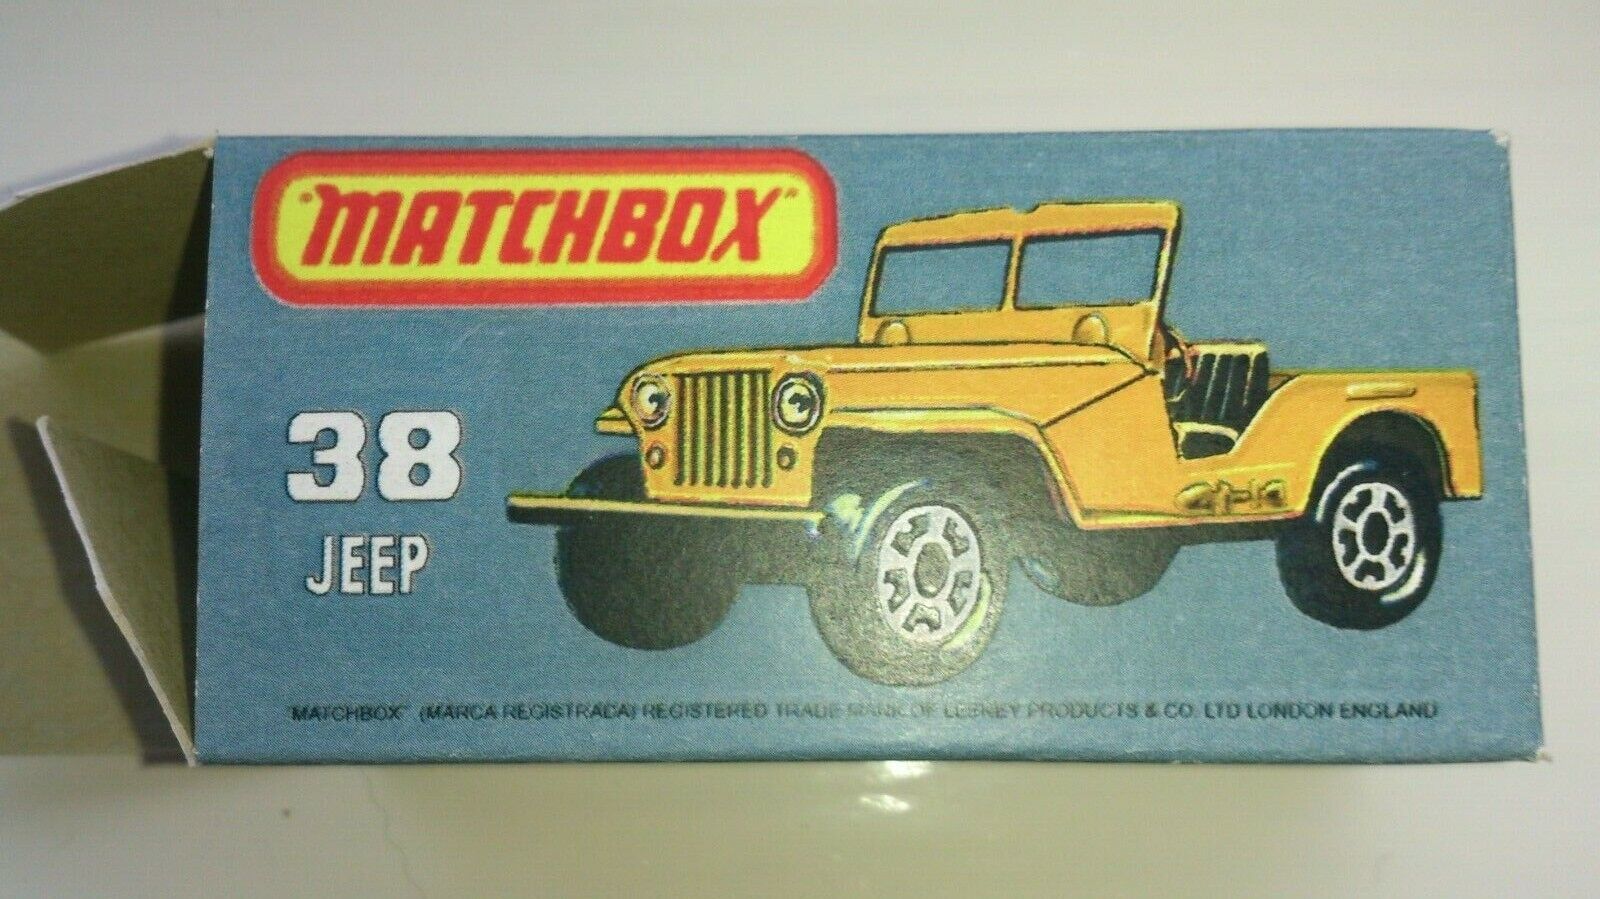 "MATCHBOX"
38
JEEP
"MATCHBOX" (MARCA REGISTRADA) REGISTERED TRADE MARK OF LESNEY PRODUCTS & CO. LTD LONDON ENGLAND